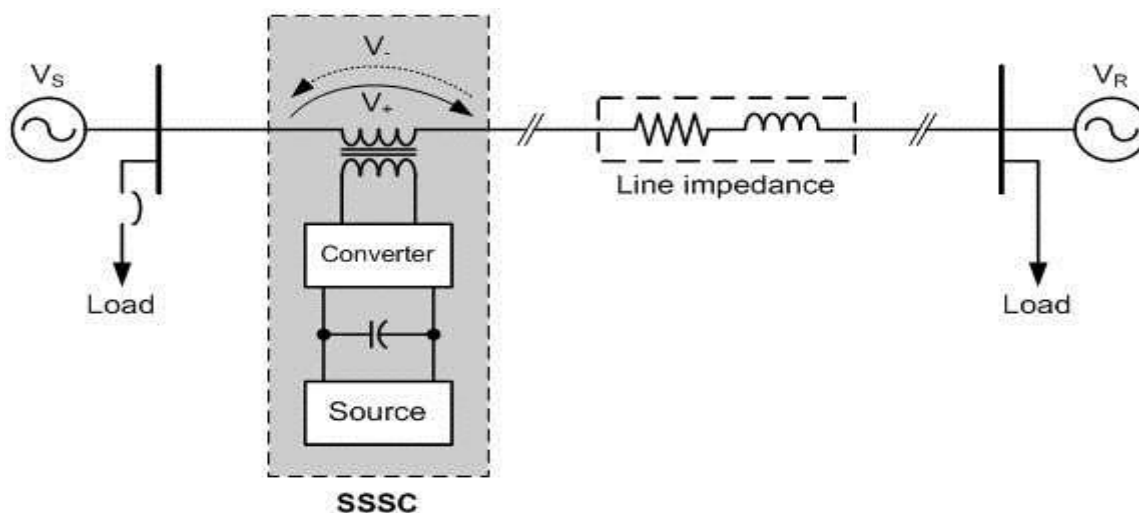 V-
VS
VR
V+
Line impedance
Converter
Load
Load
Source
SSSC